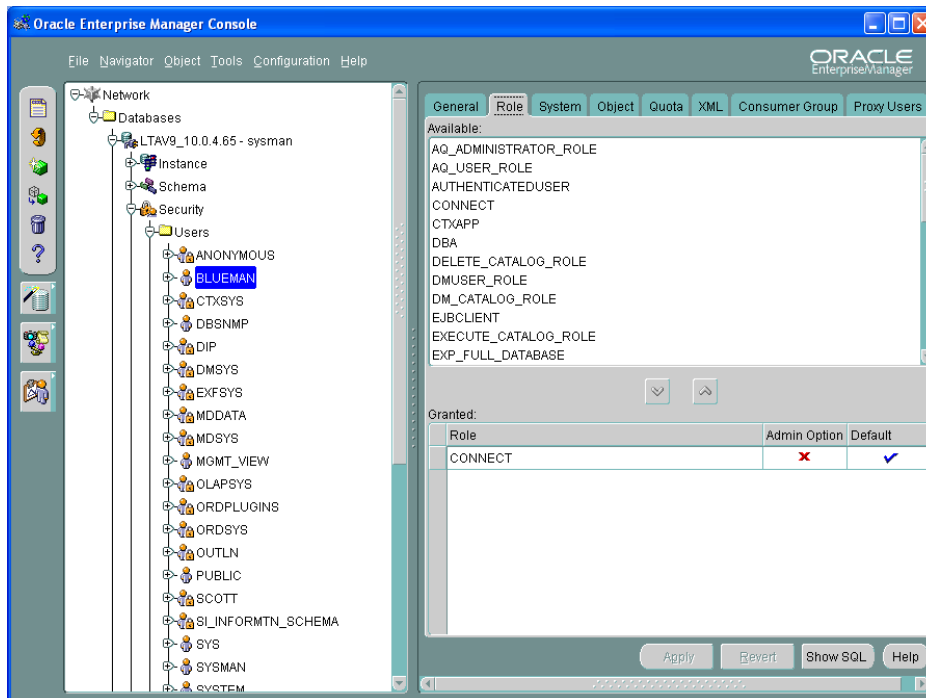 Oracle Enterprise Manager Console
File Navigator Object Tools Configuration Help
ORACLE
EnterpriseManager
Network
Databases
LTAV9_10.0.4.65 - sysman
Instance
Schema
Security
Users
ANONYMOUS
BLUEMAN
CTXSYS
DBSNMP
DIP
DMSYS
EXFSYS
MDDATA
MDSYS
MGMT_VIEW
OLAPSYS
ORDPLUGINS
ORDSYS
OUTLN
PUBLIC
SCOTT
SI_INFORMTN_SCHEMA
SYS
SYSMAN
SYSTEM
General Role System Object Quota XML Consumer Group Proxy Users
Available:
AQ_ADMINISTRATOR_ROLE
AQ_USER_ROLE
AUTHENTICATEDUSER
CONNECT
CTXAPP
DBA
DELETE_CATALOG_ROLE
DMUSER_ROLE
DM_CATALOG_ROLE
EJBCLIENT
EXECUTE_CATALOG_ROLE
EXP_FULL_DATABASE
Granted:
Role Admin Option Default
CONNECT
Apply Revert Show SQL Help